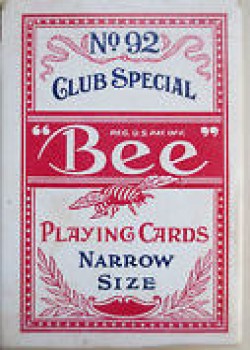 No 92
CLUB SPECIAL
REG. U.S. PAT. OFF.
"Bee"
PLAYING CARDS
NARROW
SIZE